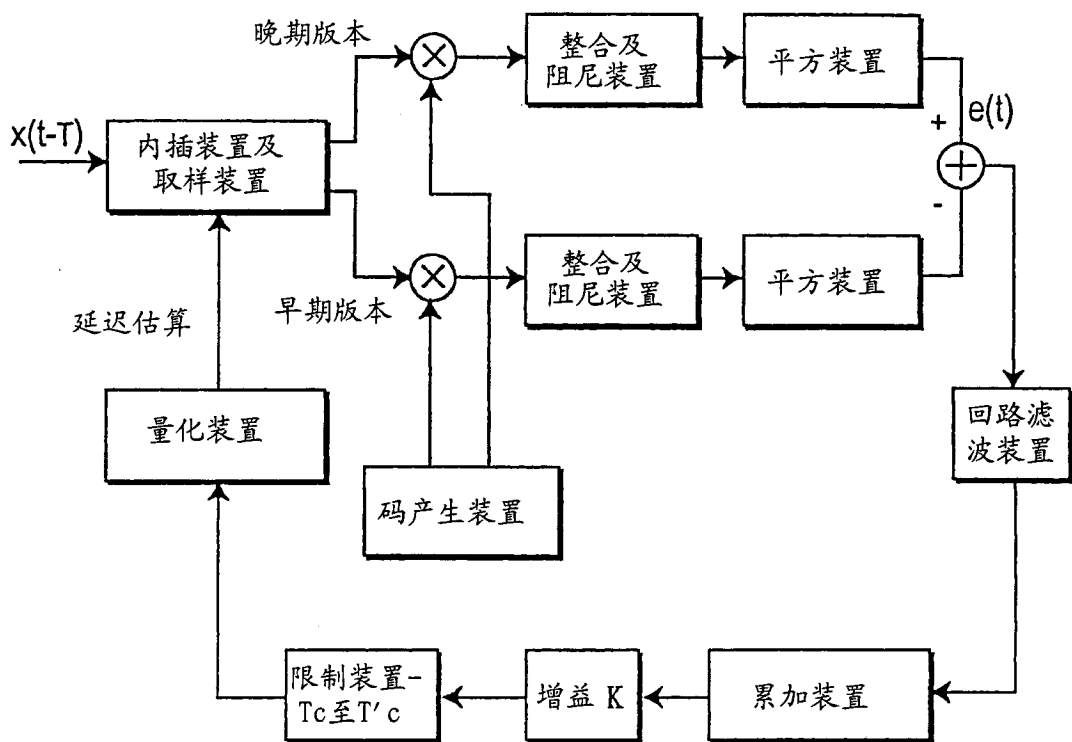 晚期版本
整合及
阻尼装置
平方装置
x(t-T)
内插装置及
取样装置
+
e(t)
-
整合及
阻尼装置
平方装置
早期版本
延迟估算
量化装置
回路滤
波装置
码产生装置
限制装置-
Tc至T'c
增益 K
累加装置